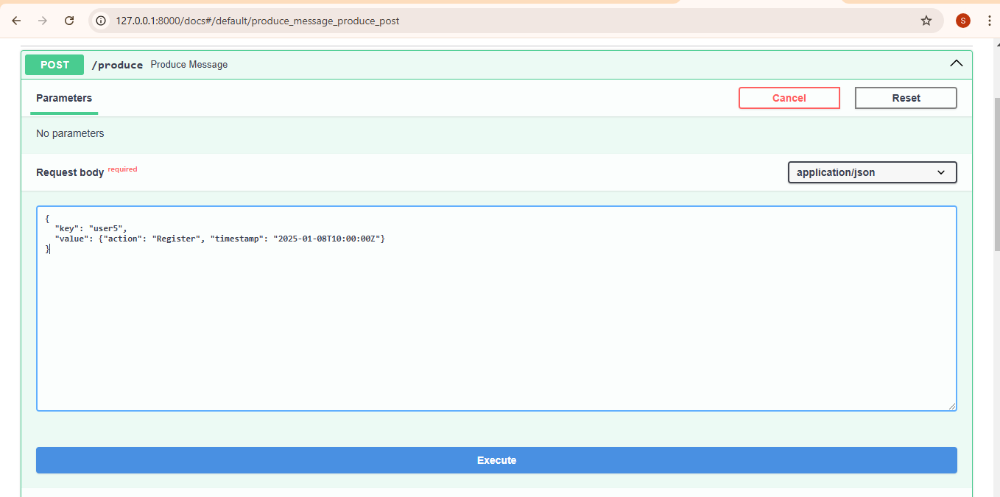 127.0.0.1:8000/docs#/default/produce_message_produce_post
S
POST /produce Produce Message
Parameters
Cancel
Reset
No parameters
Request body required
application/json
{
  "key": "user5",
  "value": {"action": "Register", "timestamp": "2025-01-08T10:00:00Z"}
}
Execute